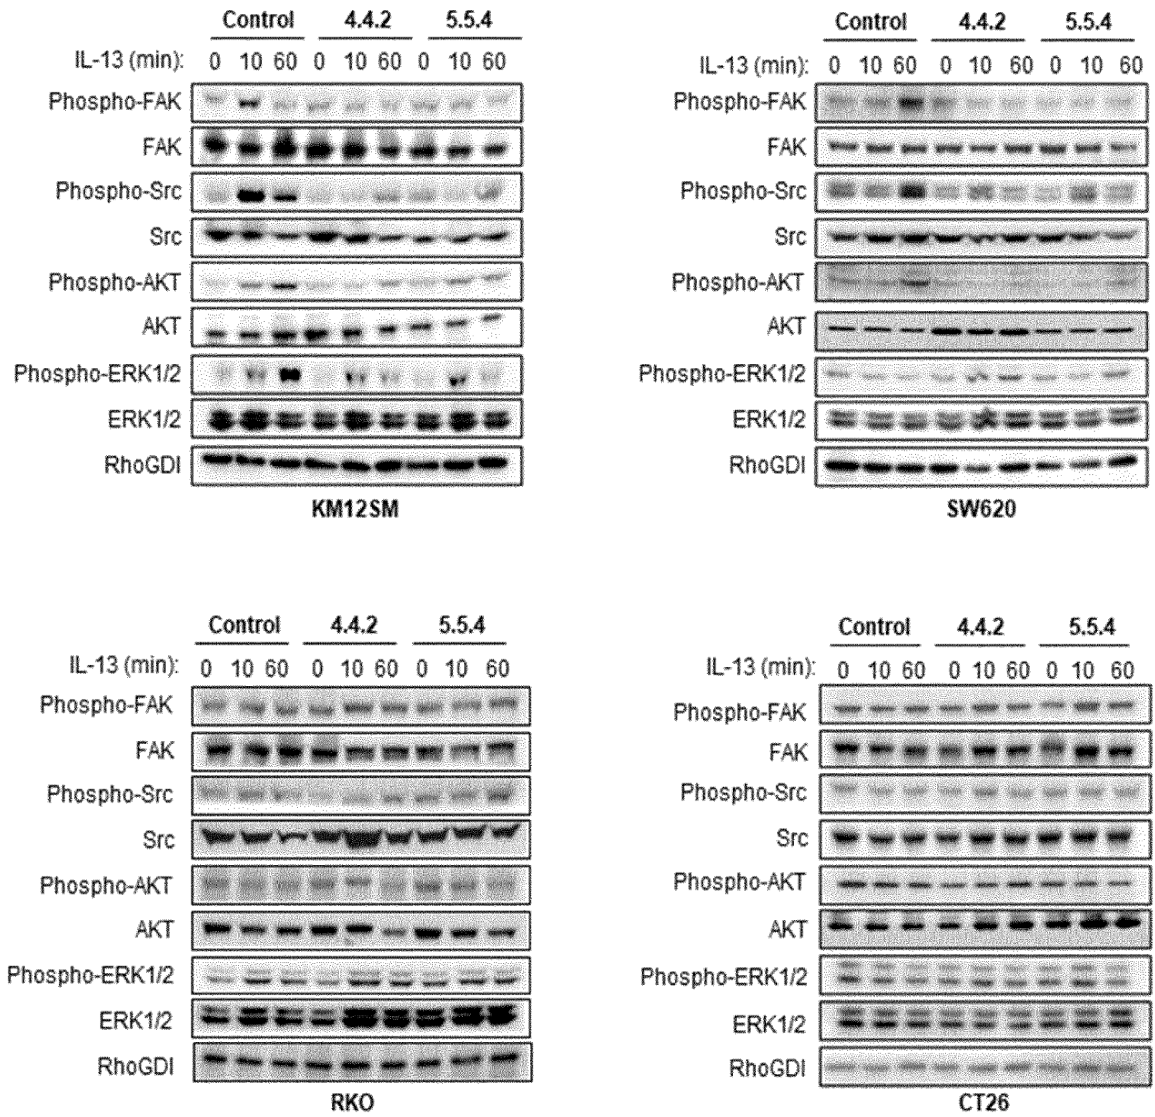 Control 4.4.2 5.5.4
IL-13 (min): 0 10 60 0 10 60 0 10 60
Phospho-FAK
FAK
Phospho-Src
Src
Phospho-AKT
AKT
Phospho-ERK1/2
ERK1/2
RhoGDI
KM12SM
Control 4.4.2 5.5.4
IL-13 (min): 0 10 60 0 10 60 0 10 60
Phospho-FAK
FAK
Phospho-Src
Src
Phospho-AKT
AKT
Phospho-ERK1/2
ERK1/2
RhoGDI
SW620
Control 4.4.2 5.5.4
IL-13 (min): 0 10 60 0 10 60 0 10 60
Phospho-FAK
FAK
Phospho-Src
Src
Phospho-AKT
AKT
Phospho-ERK1/2
ERK1/2
RhoGDI
RKO
Control 4.4.2 5.5.4
IL-13 (min): 0 10 60 0 10 60 0 10 60
Phospho-FAK
FAK
Phospho-Src
Src
Phospho-AKT
AKT
Phospho-ERK1/2
ERK1/2
RhoGDI
CT26